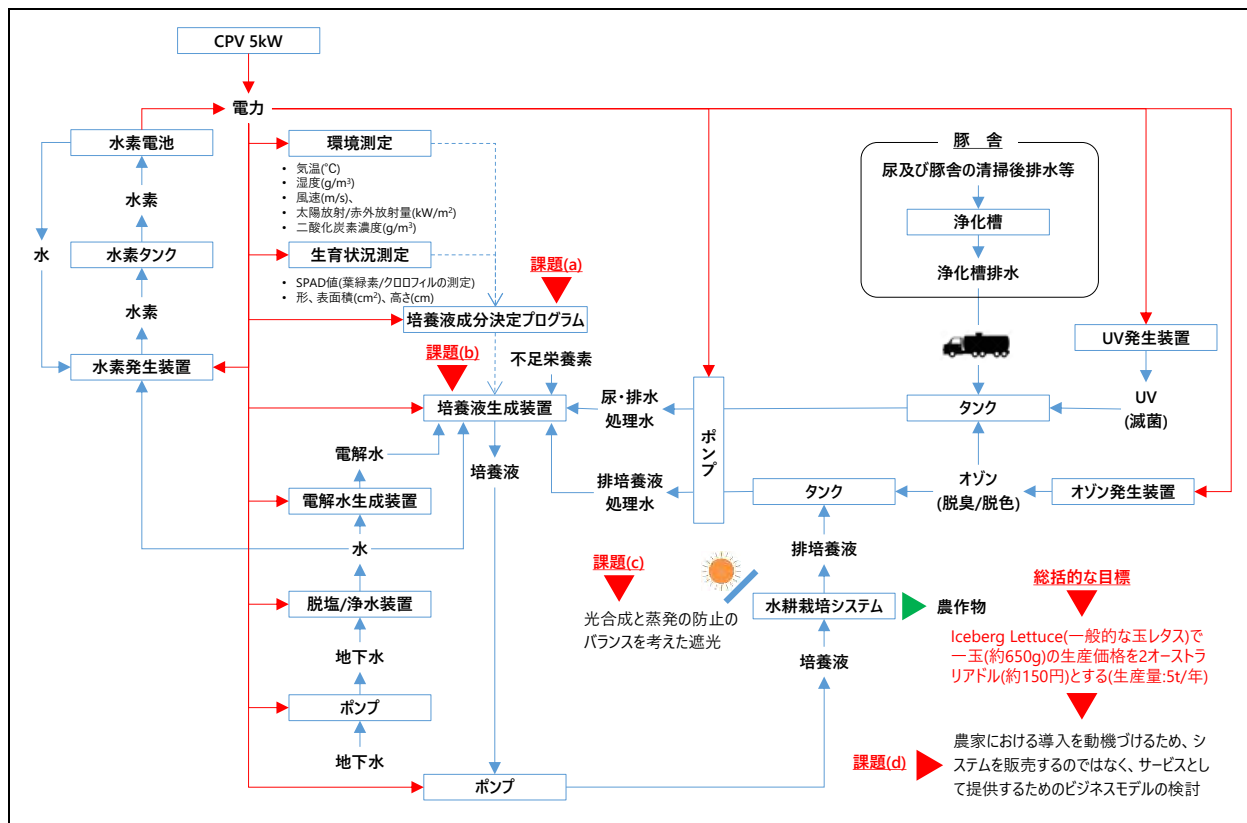 CPV 5kW
電力
水素電池
水素
水素タンク
水
水素
水素発生装置
環境測定
• 気温(℃)
• 湿度(g/m³)
• 風速(m/s)、
• 太陽放射/赤外放射量(kW/m²)
• 二酸化炭素濃度(g/m³)
生育状況測定
• SPAD値(葉緑素/クロロフィルの測定)
• 形、表面積(cm²)、高さ(cm)
課題(a)
培養液成分決定プログラム
課題(b)
不足栄養素
培養液生成装置
電解水
培養液
電解水生成装置
水
脱塩/浄水装置
地下水
ポンプ
地下水
ポンプ
尿・排水
処理水
排培養液
処理水
ポンプ
豚 舎
尿及び豚舎の清掃後排水等
浄化槽
浄化槽排水
タンク
UV発生装置
UV
(滅菌)
オゾン
(脱臭/脱色)
オゾン発生装置
タンク
排培養液
課題(c)
光合成と蒸発の防止の
バランスを考えた遮光
水耕栽培システム
農作物
培養液
総括的な目標
Iceberg Lettuce(一般的な玉レタス)で
一玉(約650g)の生産価格を2オーストラ
リアドル(約150円)とする(生産量:5t/年)
課題(d)
農家における導入を動機づけるため、シ
ステムを販売するのではなく、サービスとし
て提供するためのビジネスモデルの検討